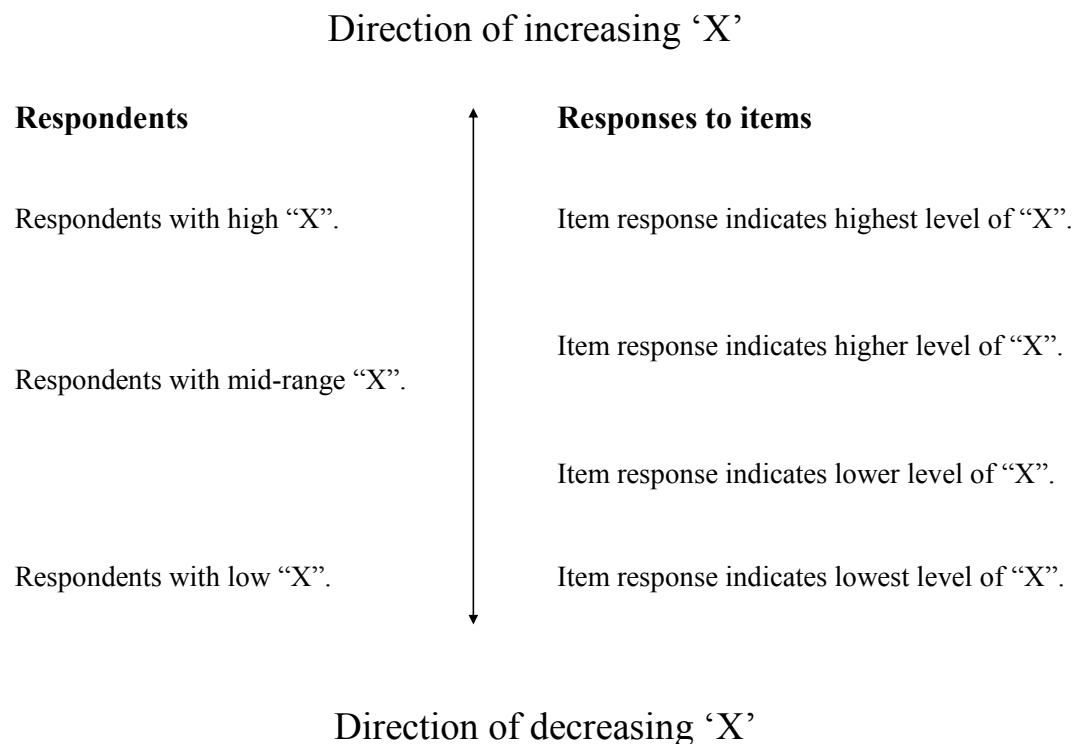 Direction of increasing ‘X’
Respondents
Responses to items
Respondents with high “X”.
Item response indicates highest level of “X”.
Item response indicates higher level of “X”.
Respondents with mid-range “X”.
Item response indicates lower level of “X”.
Respondents with low “X”.
Item response indicates lowest level of “X”.
Direction of decreasing ‘X’